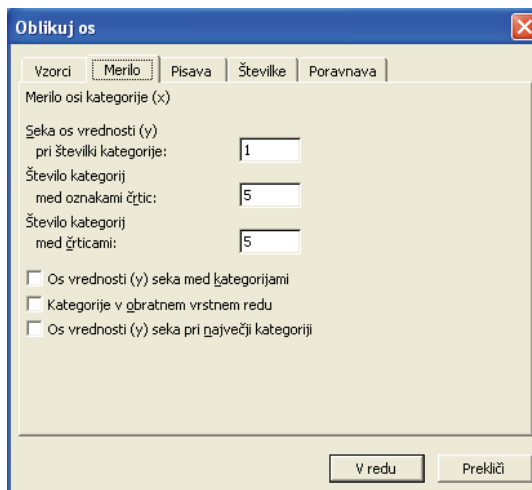 Oblikuj os
Vzorci Merilo Pisava Številke Poravnava
Merilo osi kategorije (x)
Seka os vrednosti (y)
pri številki kategorije: 1
Število kategorij
med oznakami črtic: 5
Število kategorij
med črticami: 5
Os vrednosti (y) seka med kategorijami
Kategorije v obratnem vrstnem redu
Os vrednosti (y) seka pri največji kategoriji
V redu Prekliči